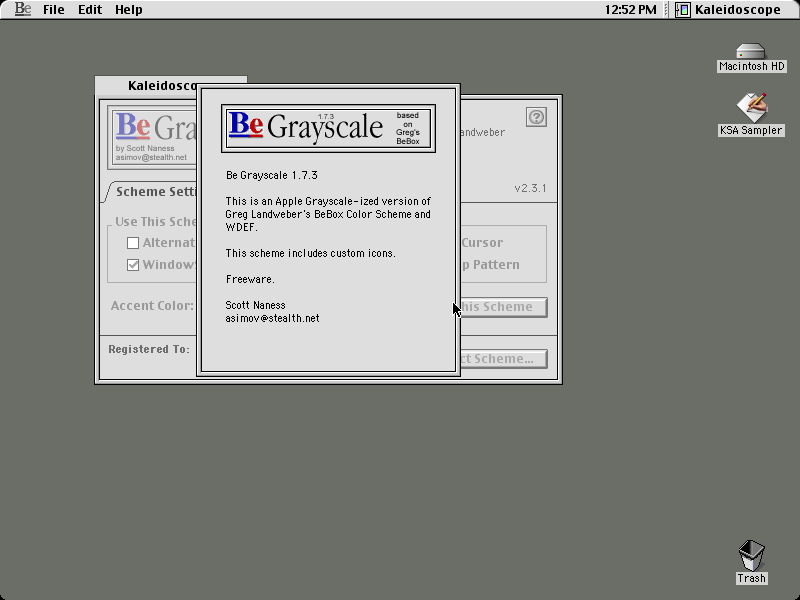 Be File Edit Help 12:52 PM Kaleidoscope
Macintosh HD
KSA Sampler
Kaleidosco
Be Gra
by Scott Naness
asimov@stealth.net
andweber
v2.3.1
Scheme Setti
Use This Sche
Alternat
Window
Cursor
p Pattern
Accent Color:
his Scheme
Registered To:
ct Scheme...
Be Grayscale
1.7.3
based
on
Greg's
BeBox
Be Grayscale 1.7.3
This is an Apple Grayscale-ized version of
Greg Landweber's BeBox Color Scheme and
WDEF.
This scheme includes custom icons.
Freeware.
Scott Naness
asimov@stealth.net
Trash